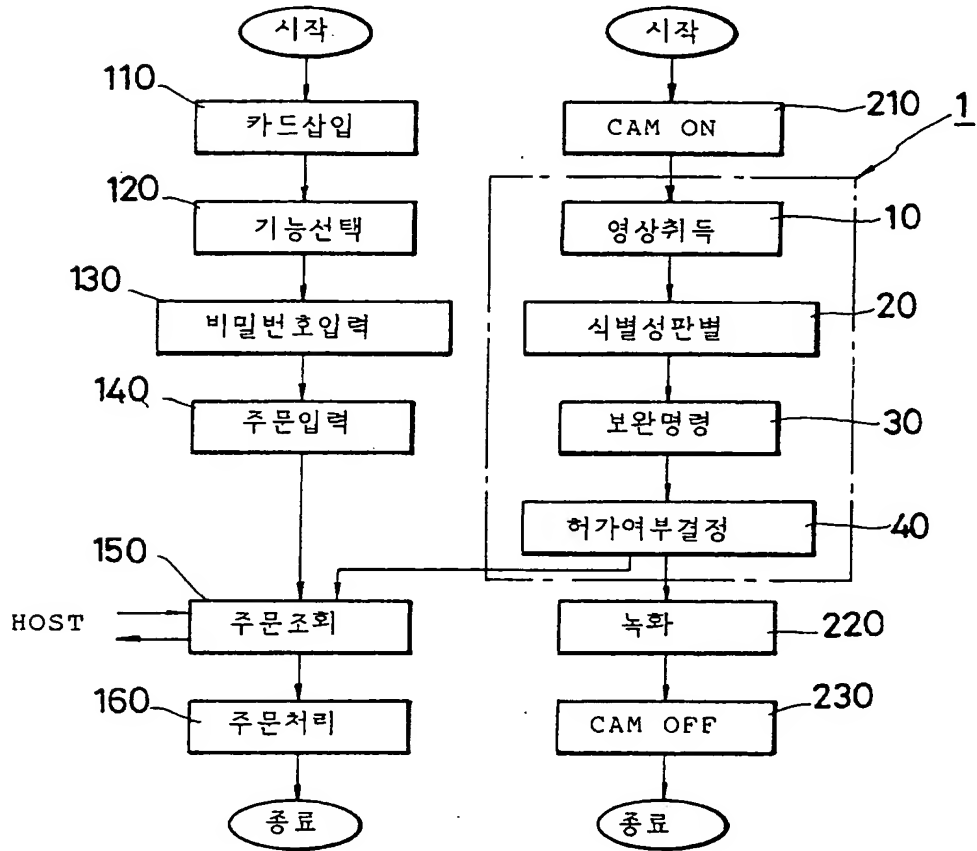 시작
시작
110
카드삽입
CAM ON
210
1
120
기능선택
영상취득
10
130
비밀번호입력
식별성판별
20
140
주문입력
보완명령
30
허가여부결정
40
150
HOST
주문조회
녹화
220
160
주문처리
CAM OFF
230
종료
종료